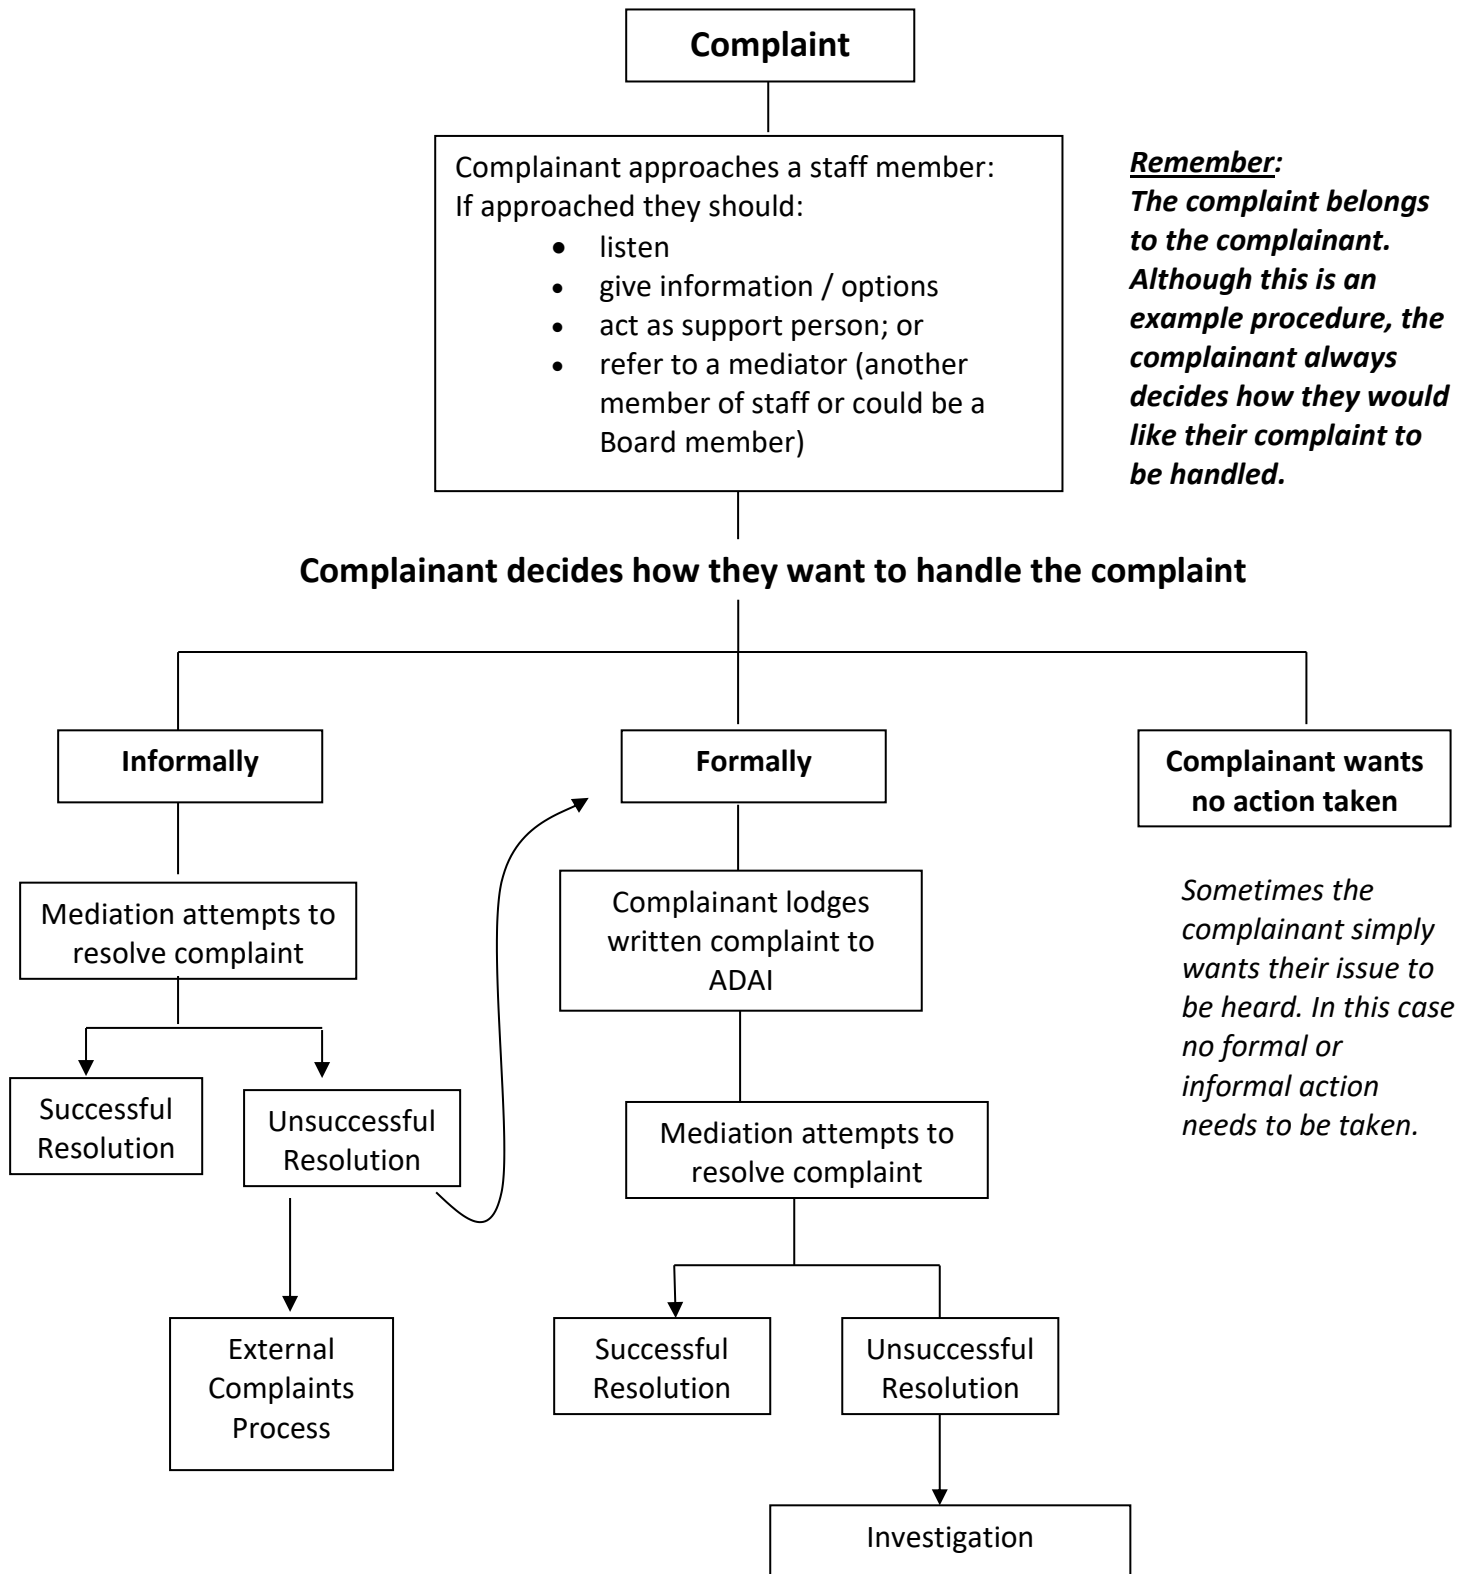 Complaint
Complainant approaches a staff member:
If approached they should:
• listen
• give information / options
• act as support person; or
• refer to a mediator (another
member of staff or could be a
Board member)
Remember:
The complaint belongs
to the complainant.
Although this is an
example procedure, the
complainant always
decides how they would
like their complaint to
be handled.
Complainant decides how they want to handle the complaint
Informally
Formally
Complainant wants
no action taken
Mediation attempts to
resolve complaint
Successful
Resolution
Unsuccessful
Resolution
External
Complaints
Process
Complainant lodges
written complaint to
ADAI
Mediation attempts to
resolve complaint
Successful
Resolution
Unsuccessful
Resolution
Investigation
Sometimes the
complainant simply
wants their issue to
be heard. In this case
no formal or
informal action
needs to be taken.